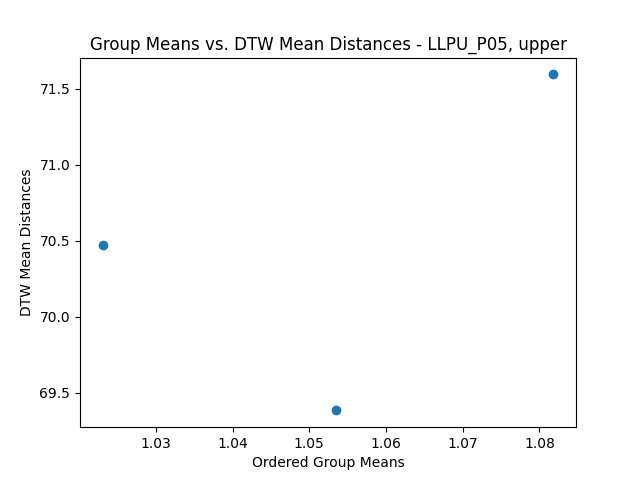 Group Means vs. DTW Mean Distances - LLPU_P05, upper
71.5
71.0
70.5
70.0
69.5
DTW Mean Distances
1.03 1.04 1.05 1.06 1.07 1.08
Ordered Group Means